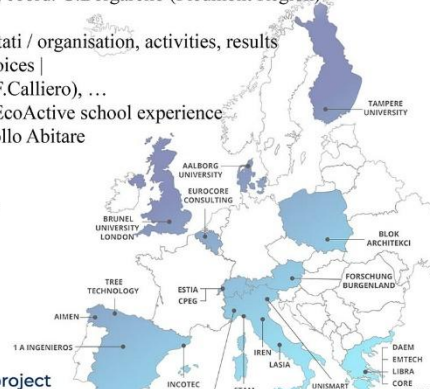 tati / organisation, activities, results
oices |
F.Calliero), …
EcoActive school experience
llo Abitare
TAMPERE
UNIVERSITY
AALBORG
UNIVERSITY
EUROCORE
CONSULTING
BRUNEL
UNIVERSITY
LONDON
BLOK
ARCHITEKCI
TREE
TECHNOLOGY
ESTIA
CPEG
FORSCHUNG
BURGENLAND
AIMEN
1 A INGENIEROS
IREN
LASIA
DAEM
EMTECH
LIBRA
CORE
UNISMART
INCOTEC
project